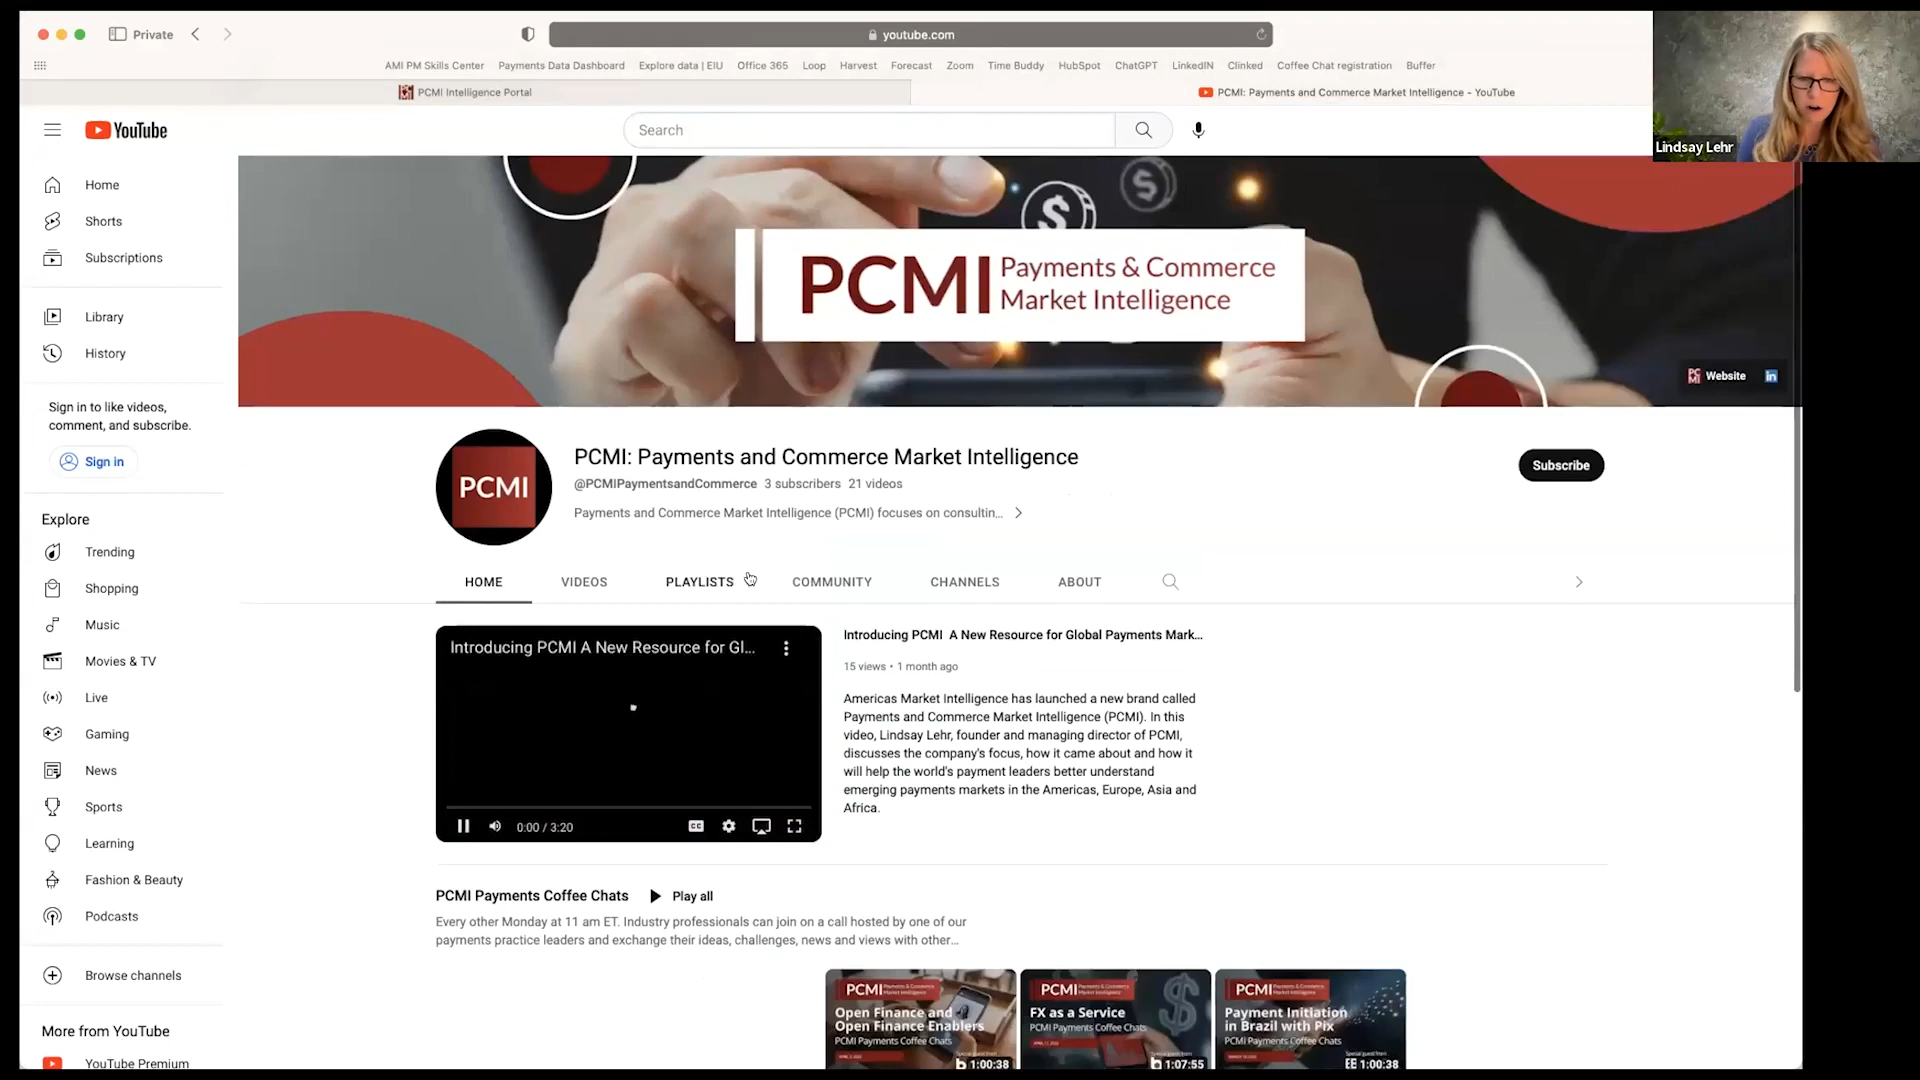 Private
youtube.com
AMI PM Skills Center Payments Data Dashboard Explore data | EIU Office 365 Loop Harvest Forecast Zoom Time Buddy HubSpot ChatGPT LinkedIN Clinked Coffee Chat registration Buffer
PCMI Intelligence Portal
PCMI: Payments and Commerce Market Intelligence - YouTube
Lindsay Lehr
YouTube
Search
Home
Shorts
Subscriptions
Library
History
Sign in to like videos,
comment, and subscribe.
Sign in
Explore
Trending
Shopping
Music
Movies & TV
Live
Gaming
News
Sports
Learning
Fashion & Beauty
Podcasts
Browse channels
More from YouTube
YouTube Premium
PCMI Payments & Commerce
Market Intelligence
Website
PCMI
PCMI: Payments and Commerce Market Intelligence
@PCMIPaymentsandCommerce 3 subscribers 21 videos
Payments and Commerce Market Intelligence (PCMI) focuses on consultin...
Subscribe
HOME VIDEOS PLAYLISTS COMMUNITY CHANNELS ABOUT
Introducing PCMI A New Resource for Gl...
0:00 / 3:20
Introducing PCMI A New Resource for Global Payments Mark...
15 views • 1 month ago
Americas Market Intelligence has launched a new brand called
Payments and Commerce Market Intelligence (PCMI). In this
video, Lindsay Lehr, founder and managing director of PCMI,
discusses the company's focus, how it came about and how it
will help the world's payment leaders better understand
emerging payments markets in the Americas, Europe, Asia and
Africa.
PCMI Payments Coffee Chats Play all
Every other Monday at 11 am ET. Industry professionals can join on a call hosted by one of our
payments practice leaders and exchange their ideas, challenges, news and views with other...
PCMI Payments & Commerce
Market Intelligence
Open Finance and
Open Finance Enablers
PCMI Payments Coffee Chats
1:00:38
PCMI Payments & Commerce
Market Intelligence
FX as a Service
PCMI Payments Coffee Chats
1:07:55
PCMI Payments & Commerce
Market Intelligence
Payment Initiation
in Brazil with Pix
PCMI Payments Coffee Chats
1:00:38